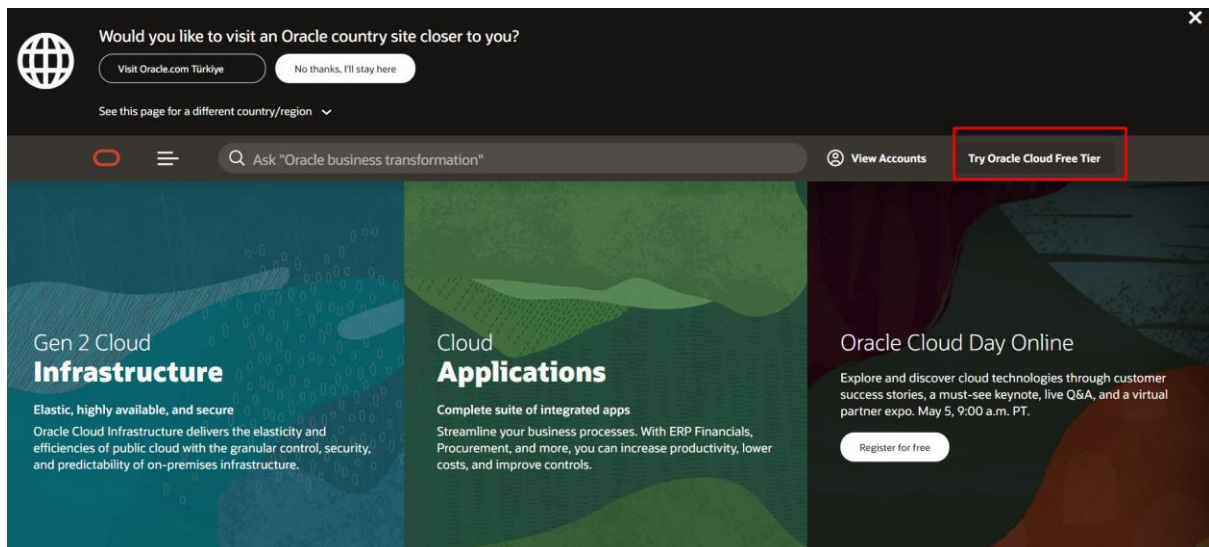 Would you like to visit an Oracle country site closer to you?
Visit Oracle.com Türkiye
No thanks, I'll stay here
See this page for a different country/region
Ask "Oracle business transformation"
View Accounts
Try Oracle Cloud Free Tier
Gen 2 Cloud
Infrastructure
Elastic, highly available, and secure
Oracle Cloud Infrastructure delivers the elasticity and
efficiencies of public cloud with the granular control, security,
and predictability of on-premises infrastructure.
Cloud
Applications
Complete suite of integrated apps
Streamline your business processes. With ERP Financials,
Procurement, and more, you can increase productivity, lower
costs, and improve controls.
Oracle Cloud Day Online
Explore and discover cloud technologies through customer
success stories, a must-see keynote, live Q&A, and a virtual
partner expo. May 5, 9:00 a.m. PT.
Register for free